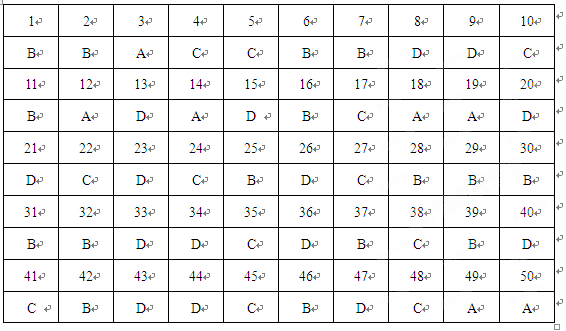 1 2 3 4 5 6 7 8 9 10
B B A C C B B D D C
11 12 13 14 15 16 17 18 19 20
B A D A D B C A A D
21 22 23 24 25 26 27 28 29 30
D C D C B D C B B B
31 32 33 34 35 36 37 38 39 40
B B D D C D B C B D
41 42 43 44 45 46 47 48 49 50
C B D D C B D C A A